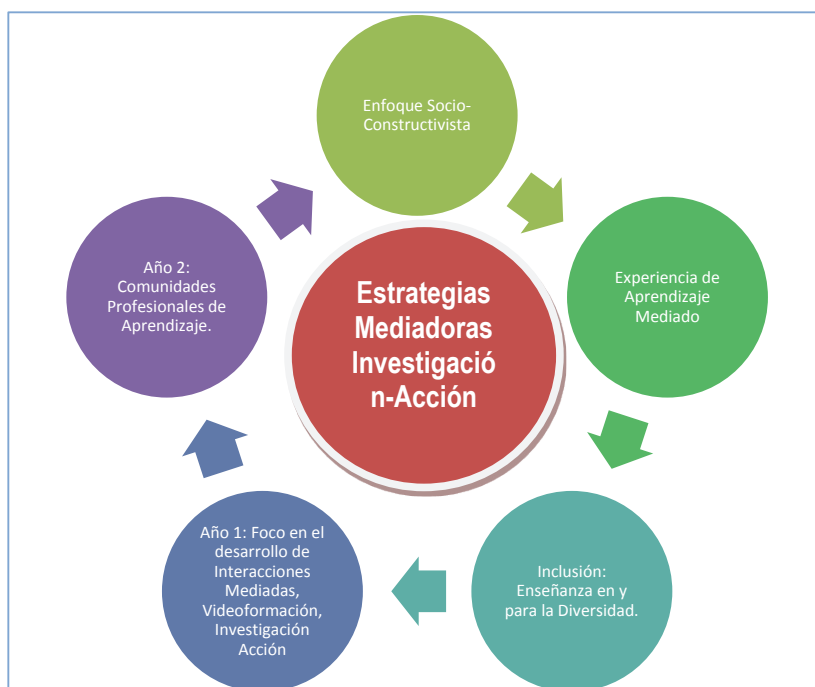 Enfoque Socio-
Constructivista
Experiencia de
Aprendizaje
Mediado
Inclusión:
Enseñanza en y
para la Diversidad.
Año 1: Foco en el
desarrollo de
Interacciones
Mediadas,
Videoformación,
Investigación
Acción
Año 2:
Comunidades
Profesionales de
Aprendizaje.
Estrategias
Mediadoras
Investigació
n-Acción